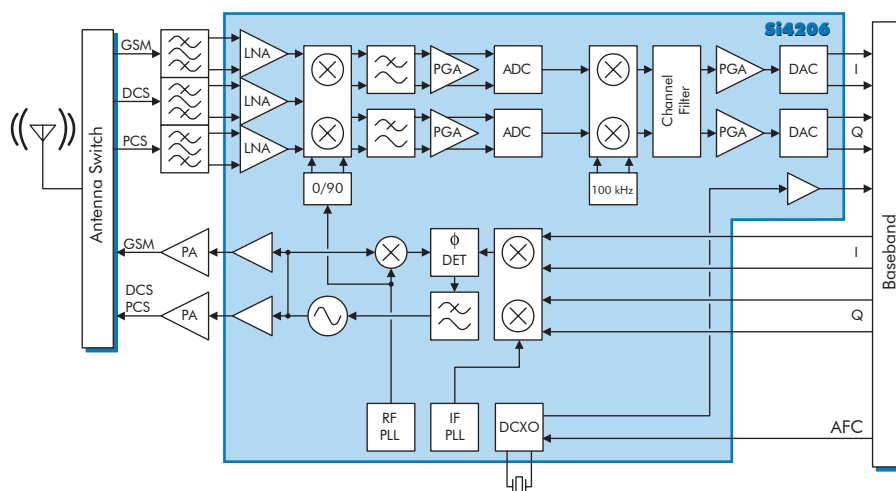 Si4206
GSM
DCS
PCS
Antenna Switch
LNA
LNA
LNA
0/90
PGA
PGA
ADC
ADC
100 kHz
Channel
Filter
PGA
PGA
DAC
DAC
I
Q
Baseband
GSM
PA
DCS
PCS
PA
ϕ
DET
I
Q
RF
PLL
IF
PLL
DCXO
AFC